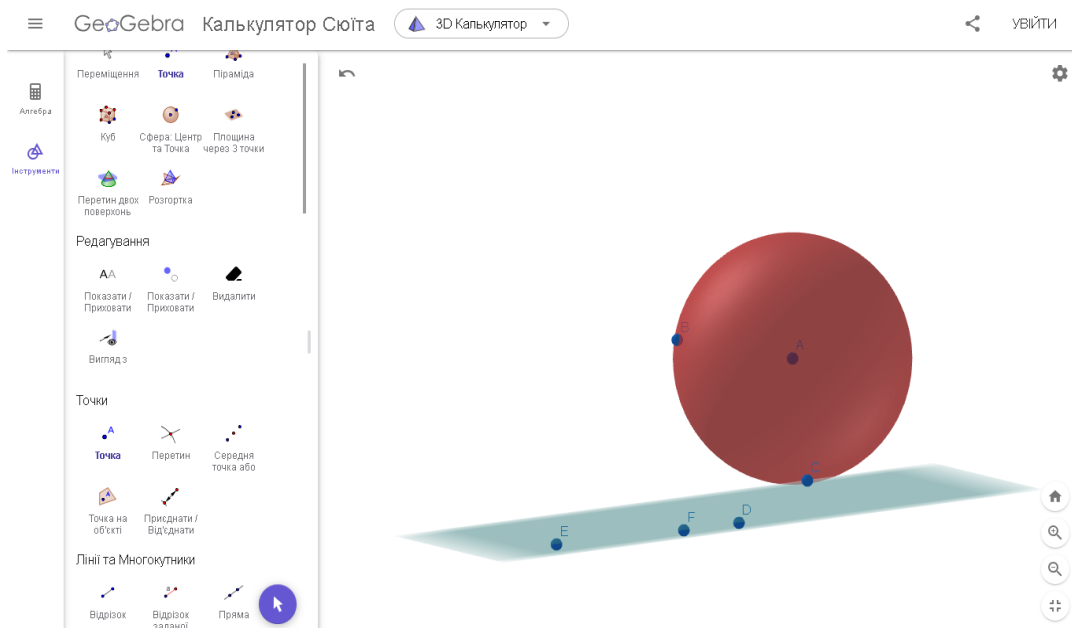 GeoGebra Калькулятор Сюїта 3D Калькулятор УВІЙТИ
Алгебра
Інструменти
Переміщення Точка Піраміда
Куб Сфера: Центр та Точка Площина через 3 точки
Перетин двох поверхонь Розгортка
Редагування
AA
Показати / Приховати Показати / Приховати Видалити
Вигляд з
Точки
A
Точка Перетин Середня точка або
A
Точка на об'єкті Приєднати / Від'єднати
Лінії та Многокутники
a
Відрізок Відрізок заданої Пряма
B
A
C
D
F
E